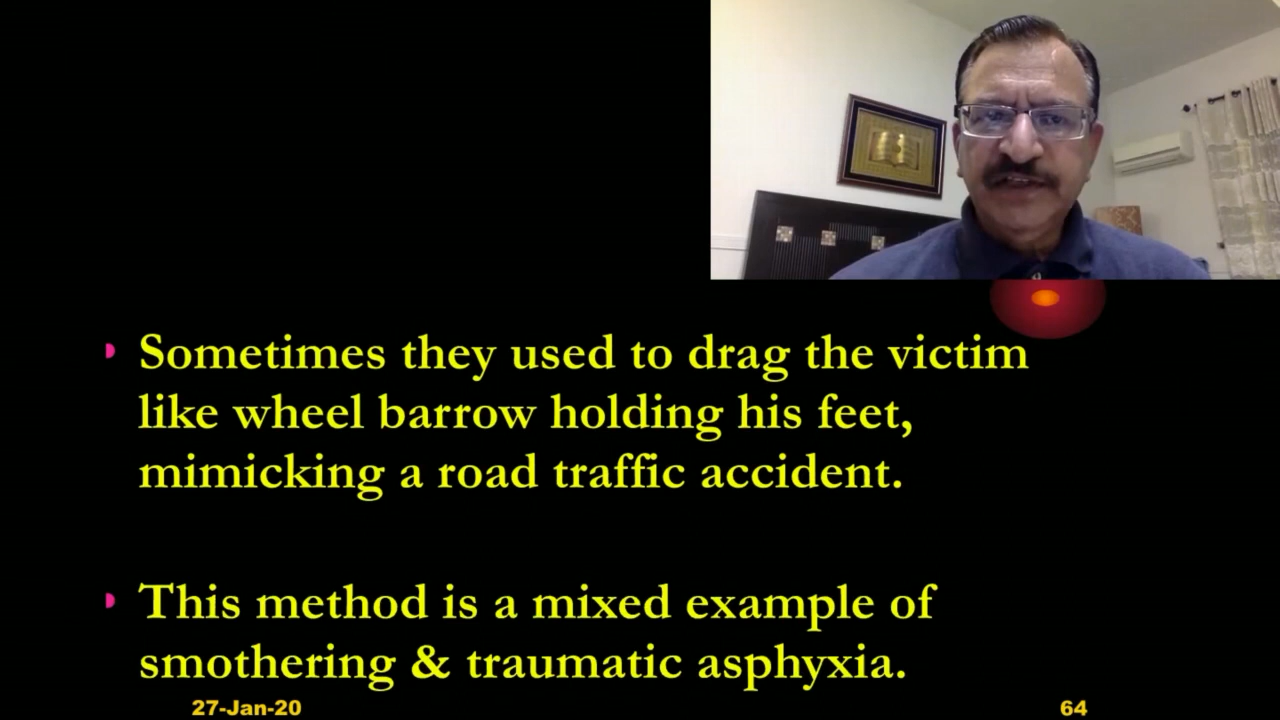 Sometimes they used to drag the victim
like wheel barrow holding his feet,
mimicking a road traffic accident.
This method is a mixed example of
smothering & traumatic asphyxia.
27-Jan-20
64